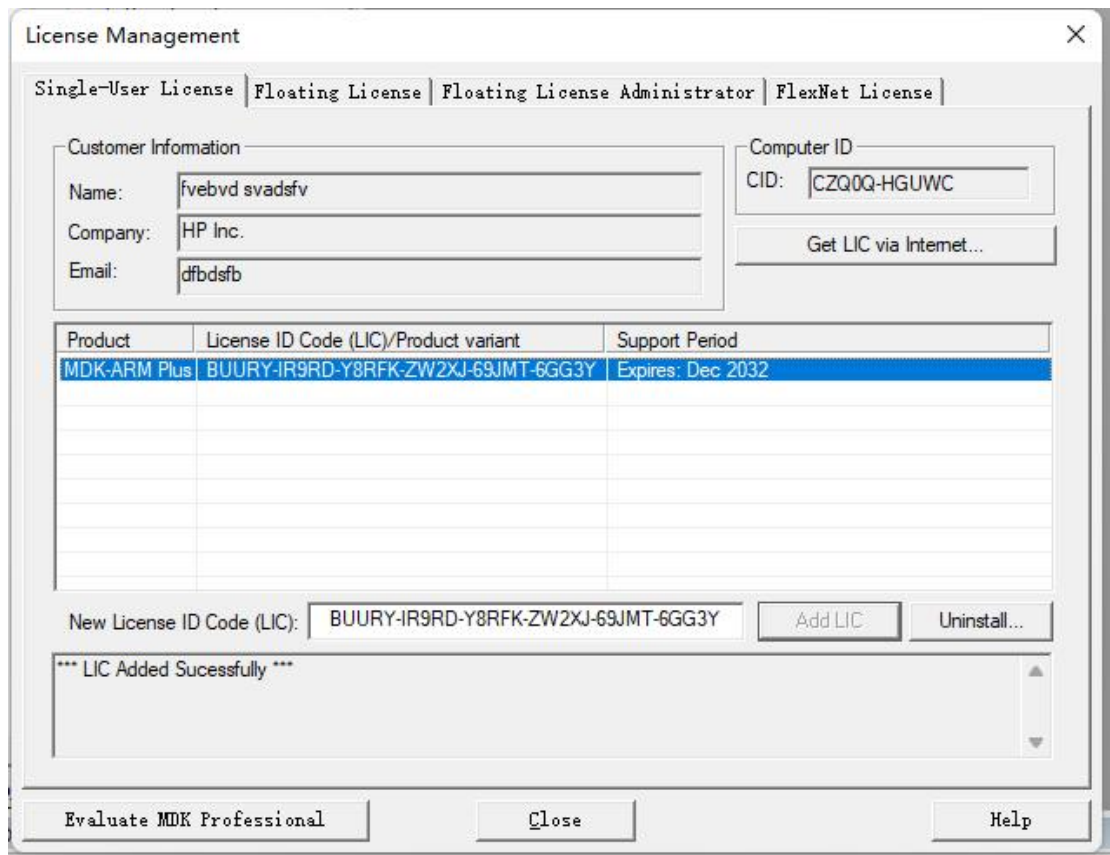 License Management
Single-User License
Floating License
Floating License Administrator
FlexNet License
Customer Information
Name: fvebvd svadsfv
Company: HP Inc.
Email: dfbdsfb
Computer ID
CID: CZQ0Q-HGUWC
Get LIC via Internet...
Product License ID Code (LIC)/Product variant Support Period
MDK-ARM Plus BUURY-IR9RD-Y8RFK-ZW2XJ-69JMT-6GG3Y Expires: Dec 2032
New License ID Code (LIC): BUURY-IR9RD-Y8RFK-ZW2XJ-69JMT-6GG3Y Add LIC Uninstall...
*** LIC Added Sucessfully ***
Evaluate MDK Professional Close Help